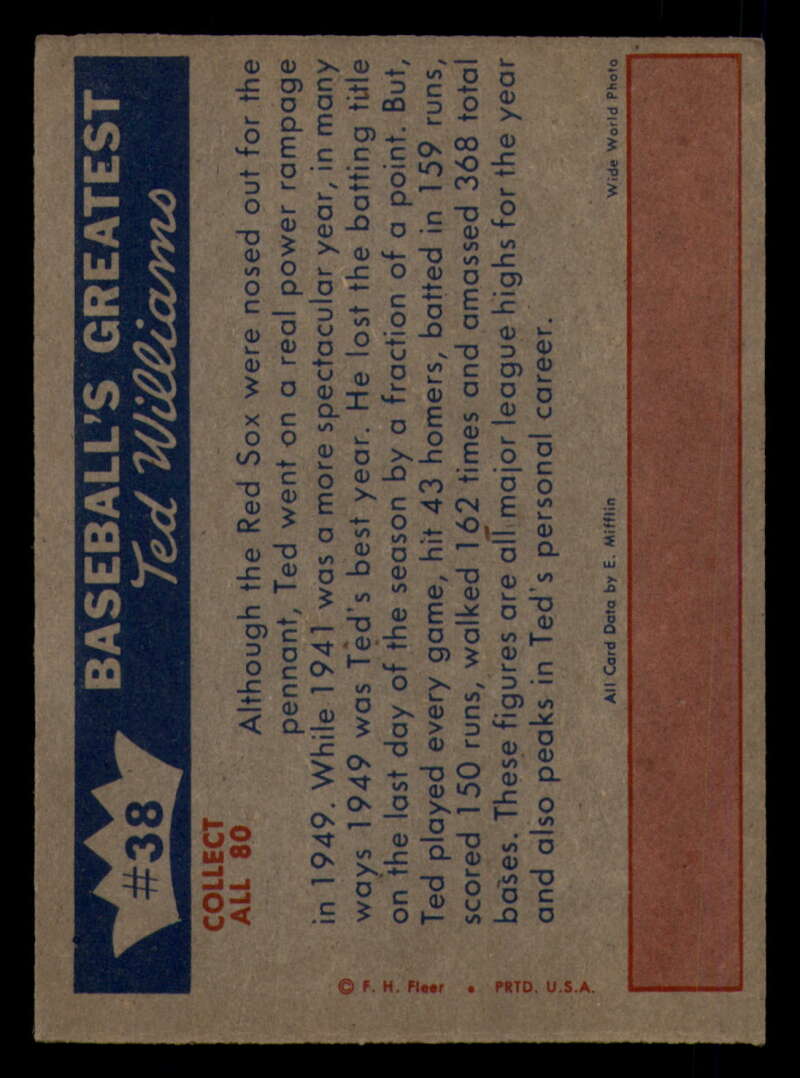 #38
BASEBALL'S GREATEST
Ted Williams
COLLECT
ALL 80
Although the Red Sox were nosed out for the
pennant, Ted went on a real power rampage
in 1949. While 1941 was a more spectacular year, in many
ways 1949 was Ted's best year. He lost the batting title
on the last day of the season by a fraction of a point. But,
Ted played every game, hit 43 homers, batted in 159 runs,
scored 150 runs, walked 162 times and amassed 368 total
bases. These figures are all major league highs for the year
and also peaks in Ted's personal career.
© F. H. Fleer • PRTD. U.S.A.
All Card Data by E. Mifflin
Wide World Photo